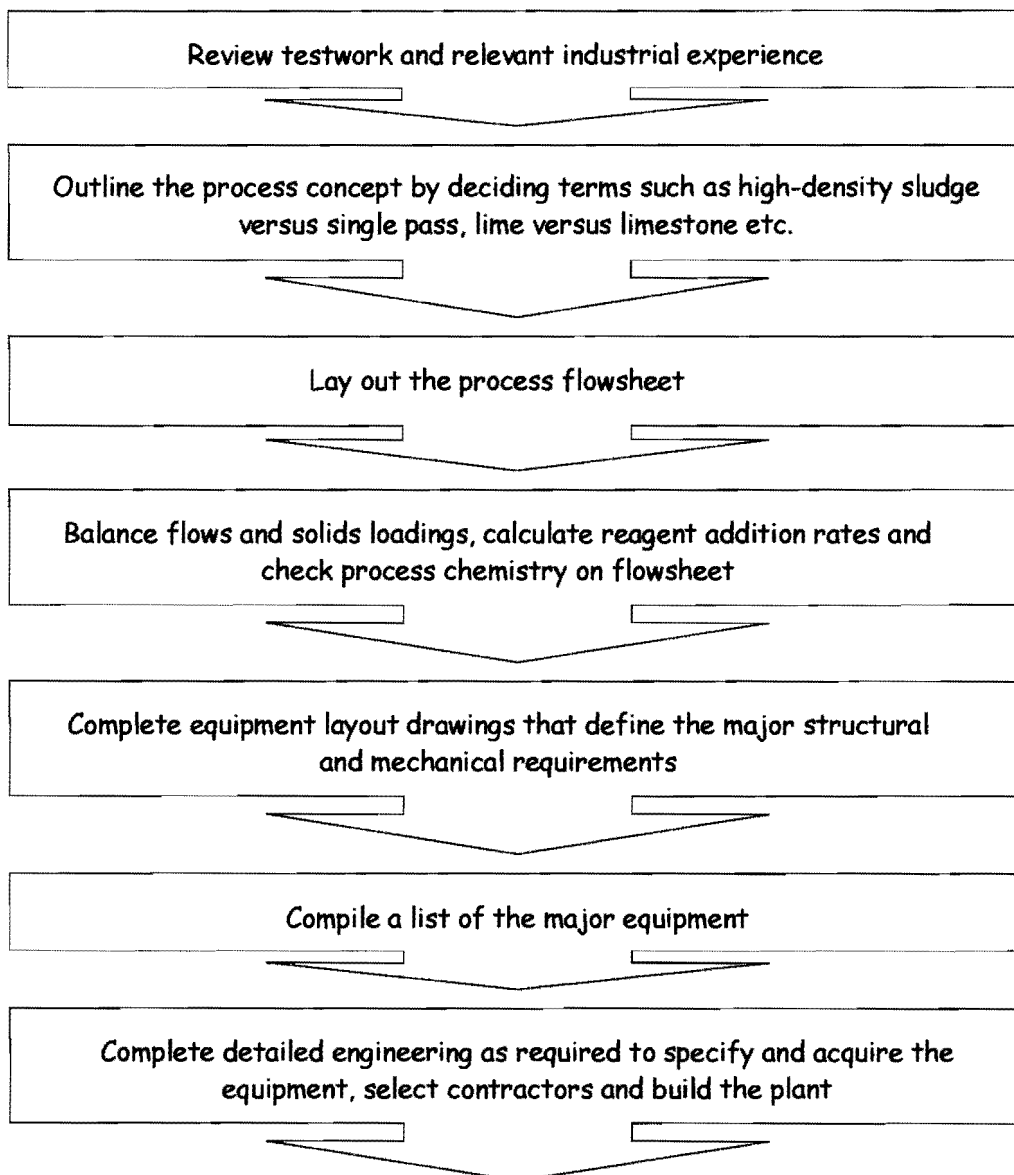 Review testwork and relevant industrial experience
Outline the process concept by deciding terms such as high-density sludge
versus single pass, lime versus limestone etc.
Lay out the process flowsheet
Balance flows and solids loadings, calculate reagent addition rates and
check process chemistry on flowsheet
Complete equipment layout drawings that define the major structural
and mechanical requirements
Compile a list of the major equipment
Complete detailed engineering as required to specify and acquire the
equipment, select contractors and build the plant